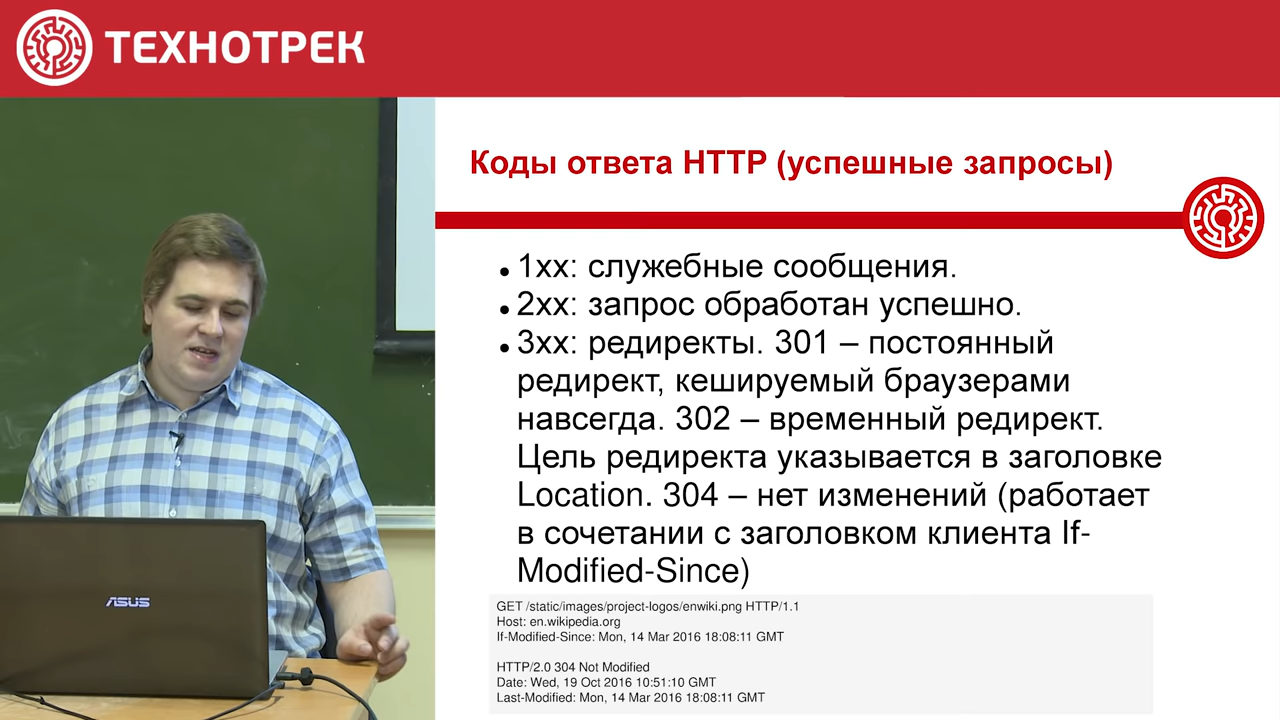 ТЕХНОТРЕК
Коды ответа HTTP (успешные запросы)
1xx: служебные сообщения.
2xx: запрос обработан успешно.
3xx: редиректы. 301 – постоянный
редирект, кешируемый браузерами
навсегда. 302 – временный редирект.
Цель редиректа указывается в заголовке
Location. 304 – нет изменений (работает
в сочетании с заголовком клиента If-
Modified-Since)
GET /static/images/project-logos/enwiki.png HTTP/1.1
Host: en.wikipedia.org
If-Modified-Since: Mon, 14 Mar 2016 18:08:11 GMT
HTTP/2.0 304 Not Modified
Date: Wed, 19 Oct 2016 10:51:10 GMT
Last-Modified: Mon, 14 Mar 2016 18:08:11 GMT
ASUS